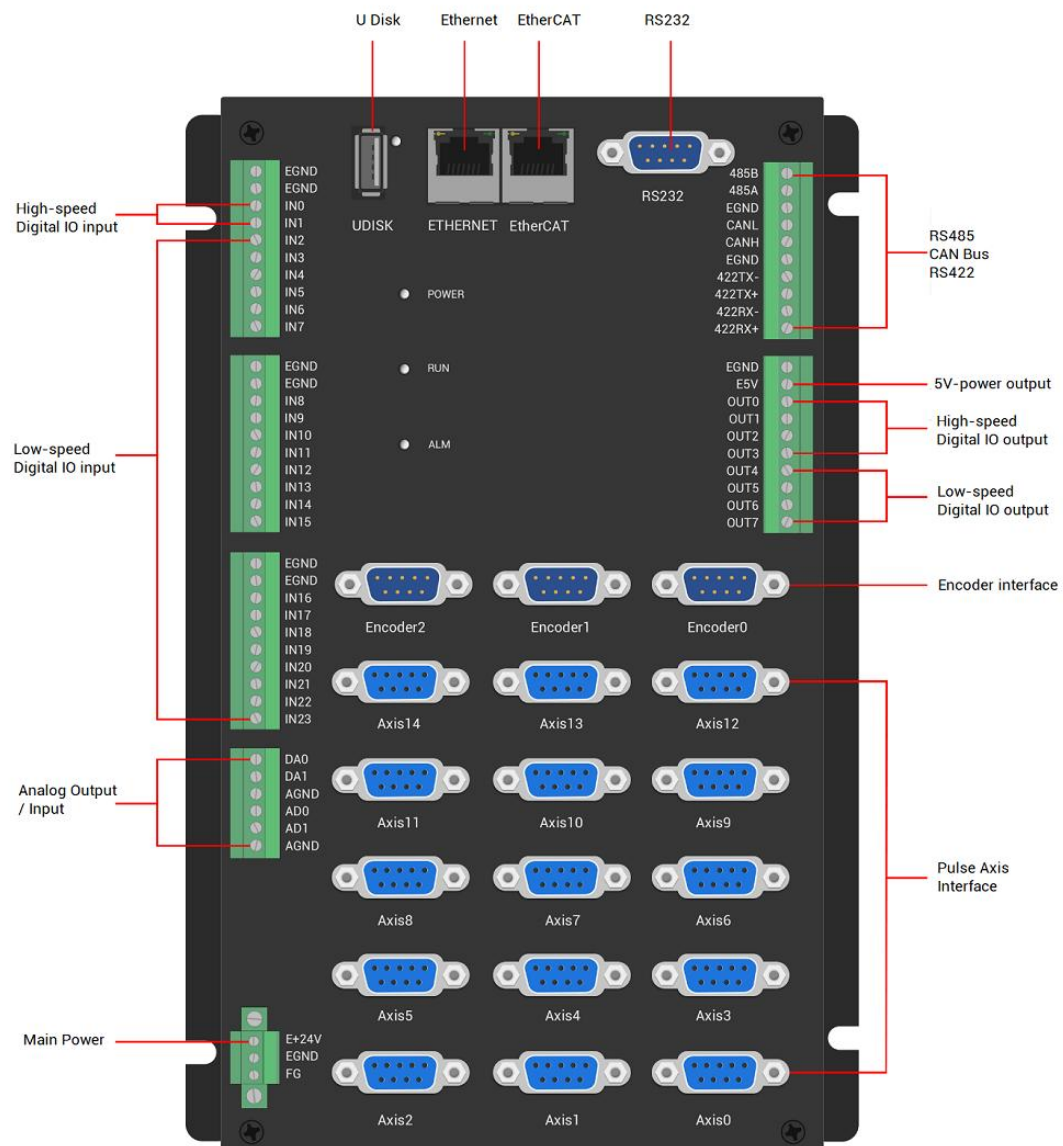 U Disk
Ethernet
EtherCAT
RS232
UDISK
ETHERNET
EtherCAT
RS232
High-speed
Digital IO input
EGND
EGND
IN0
IN1
IN2
IN3
IN4
IN5
IN6
IN7
POWER
RUN
ALM
485B
485A
EGND
CANL
CANH
EGND
422TX-
422TX+
422RX-
422RX+
RS485
CAN Bus
RS422
Low-speed
Digital IO input
EGND
EGND
IN8
IN9
IN10
IN11
IN12
IN13
IN14
IN15
EGND
E5V
OUT0
OUT1
OUT2
OUT3
OUT4
OUT5
OUT6
OUT7
5V-power output
High-speed
Digital IO output
Low-speed
Digital IO output
EGND
EGND
IN16
IN17
IN18
IN19
IN20
IN21
IN22
IN23
Encoder2
Encoder1
Encoder0
Encoder interface
Axis14
Axis13
Axis12
Analog Output
/ Input
DA0
DA1
AGND
AD0
AD1
AGND
Axis11
Axis10
Axis9
Axis8
Axis7
Axis6
Pulse Axis
Interface
Axis5
Axis4
Axis3
Main Power
E+24V
EGND
FG
Axis2
Axis1
Axis0